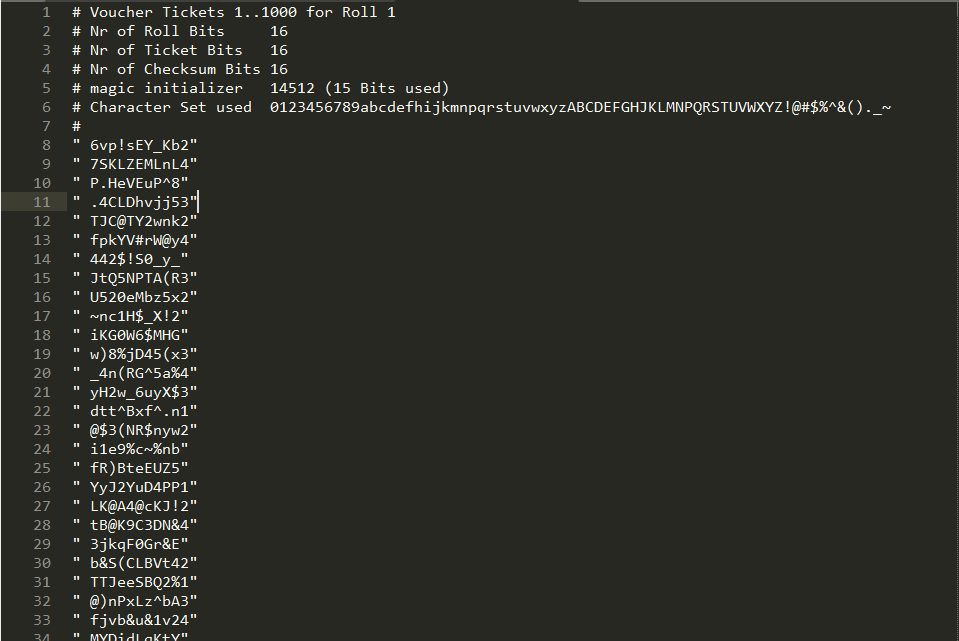 1 # Voucher Tickets 1..1000 for Roll 1
2 # Nr of Roll Bits     16
3 # Nr of Ticket Bits   16
4 # Nr of Checksum Bits 16
5 # magic initializer   14512 (15 Bits used)
6 # Character Set used  0123456789abcdefhijkmnpqrstuvwxyzABCDEFGHJKLMNPQRSTUVWXYZ!@#$%^&()._~
7 #
8 " 6vp!sEY_Kb2"
9 " 7SKLZEMLnL4"
10 " P.HeVEuP^8"
11 " .4CLDhvjj53"
12 " TJC@TY2wnk2"
13 " fpkYV#rW@y4"
14 " 442$!S0_y_"
15 " JtQ5NPTA(R3"
16 " U520eMbz5x2"
17 " ~nc1H$_X!2"
18 " iKG0W6$MHG"
19 " w)8%jD45(x3"
20 " _4n(RG^5a%4"
21 " yH2w_6uyX$3"
22 " dtt^Bxf^.n1"
23 " @$3(NR$nyw2"
24 " i1e9%c~%nb"
25 " fR)BteEUZ5"
26 " YyJ2YuD4PP1"
27 " LK@A4@cKJ!2"
28 " tB@K9C3DN&4"
29 " 3jkqF0Gr&E"
30 " b&S(CLBVt42"
31 " TTJeeSBQ2%1"
32 " @)nPxLz^bA3"
33 " fjvb&u&1v24"
34 " MYDidLqKtY"